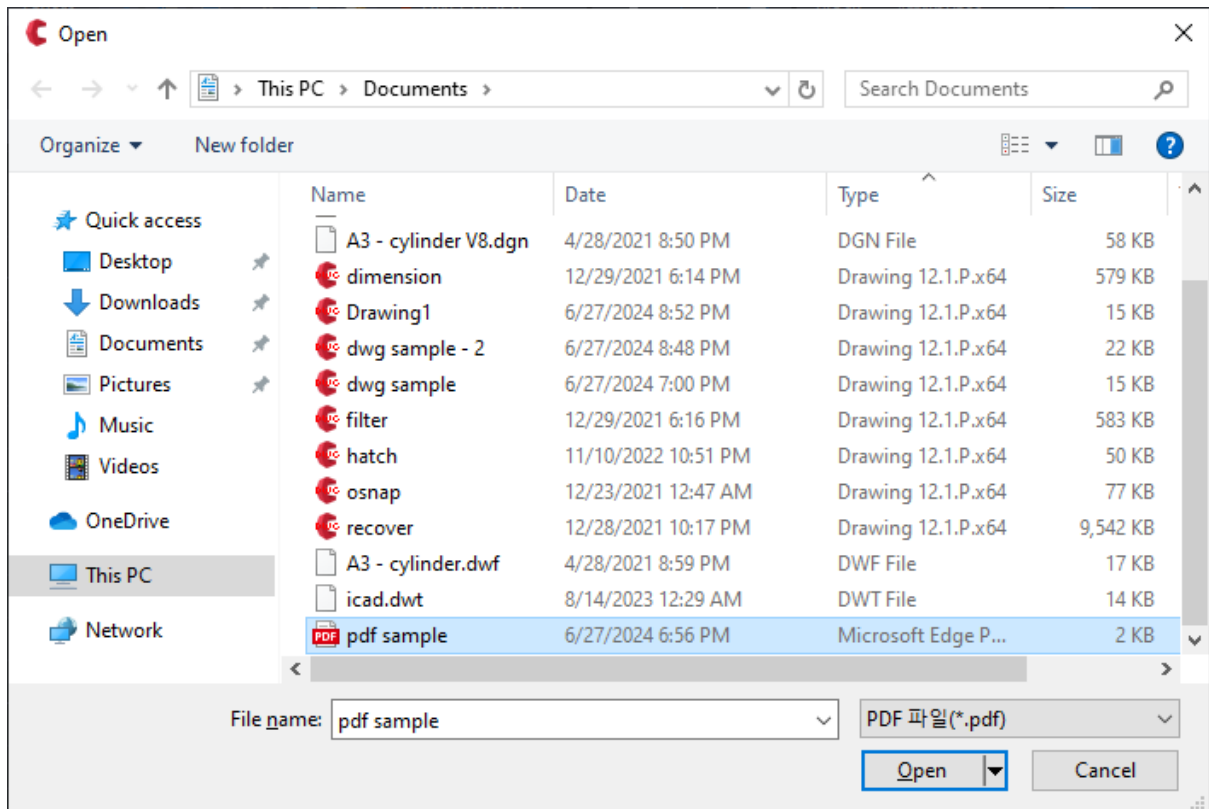 Open
This PC > Documents >
Search Documents
Organize
New folder
?
Name Date Type Size
Quick access
Desktop
Downloads
Documents
Pictures
Music
Videos
OneDrive
This PC
Network
A3 - cylinder V8.dgn 4/28/2021 8:50 PM DGN File 58 KB
dimension 12/29/2021 6:14 PM Drawing 12.1.P.x64 579 KB
Drawing1 6/27/2024 8:52 PM Drawing 12.1.P.x64 15 KB
dwg sample - 2 6/27/2024 8:48 PM Drawing 12.1.P.x64 22 KB
dwg sample 6/27/2024 7:00 PM Drawing 12.1.P.x64 15 KB
filter 12/29/2021 6:16 PM Drawing 12.1.P.x64 583 KB
hatch 11/10/2022 10:51 PM Drawing 12.1.P.x64 50 KB
osnap 12/23/2021 12:47 AM Drawing 12.1.P.x64 77 KB
recover 12/28/2021 10:17 PM Drawing 12.1.P.x64 9,542 KB
A3 - cylinder.dwf 4/28/2021 8:59 PM DWF File 17 KB
icad.dwt 8/14/2023 12:29 AM DWT File 14 KB
PDF pdf sample 6/27/2024 6:56 PM Microsoft Edge P... 2 KB
File name: pdf sample
PDF 파일(*.pdf)
Open
Cancel